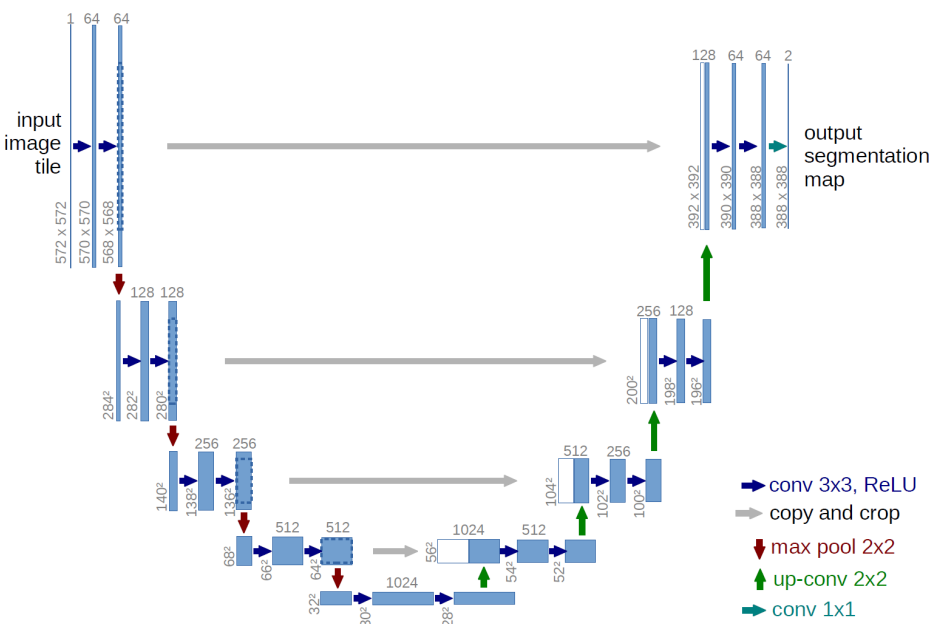 1 64 64
input
image
tile
572 x 572
570 x 570
568 x 568
128 64 64 2
output
segmentation
map
392 x 392
390 x 390
388 x 388
388 x 388
128 128
284²
282²
280²
256 128
200²
198²
196²
256 256
140²
138²
136²
512 256
104²
102²
100²
512 512
68²
66²
64²
1024 512
56²
54²
52²
1024
32²
30²
28²
conv 3x3, ReLU
copy and crop
max pool 2x2
up-conv 2x2
conv 1x1